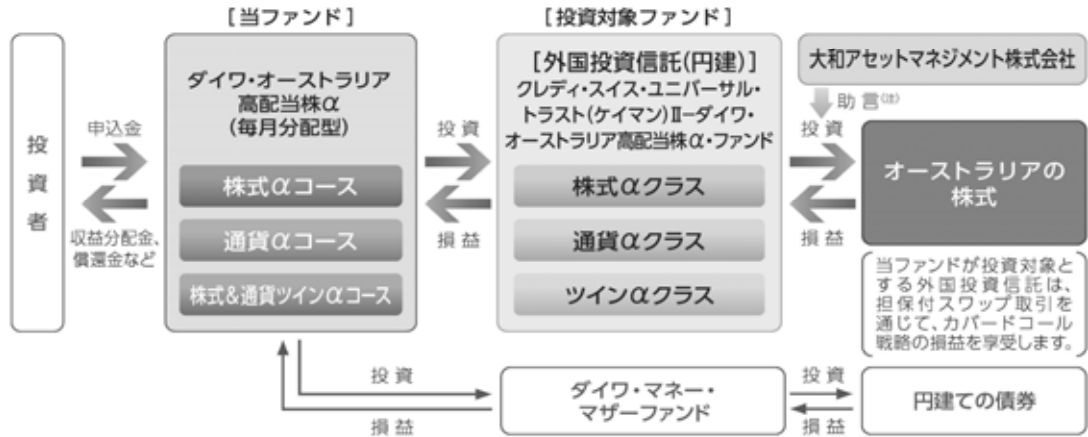 [当ファンド]
[投資対象ファンド]
投資者
申込金
収益分配金、
償還金など
ダイワ・オーストラリア
高配当株α
(毎月分配型)
株式αコース
通貨αコース
株式&通貨ツインαコース
投資
損益
[外国投資信託(円建)]
クレディ・スイス・ユニバーサル・
トラスト(ケイマン)Ⅱ-ダイワ・
オーストラリア高配当株α・ファンド
株式αクラス
通貨αクラス
ツインαクラス
大和アセットマネジメント株式会社
助言(注)
投資
損益
オーストラリアの
株式
当ファンドが投資対象と
する外国投資信託は、
担保付スワップ取引を
通じて、カバードコール
戦略の損益を享受します。
投資
損益
ダイワ・マネー・
マザーファンド
投資
損益
円建ての債券